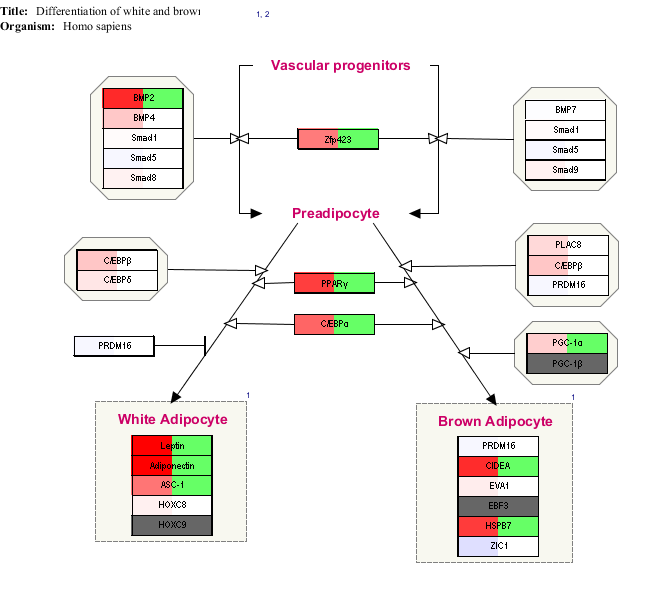 Title: Differentiation of white and brown
1, 2
Organism: Homo sapiens
Vascular progenitors
BMP2
BMP4
Smad1
Smad5
Smad8
Zfp423
BMP7
Smad1
Smad5
Smad9
Preadipocyte
C/EBPβ
C/EBPδ
PPARγ
C/EBPα
PLAC8
C/EBPβ
PRDM16
PRDM16
PGC-1α
PGC-1β
1
White Adipocyte
Leptin
Adiponectin
ASC-1
HOXC8
HOXC9
1
Brown Adipocyte
PRDM16
CIDEA
EVA1
EBF3
HSPB7
ZIC1